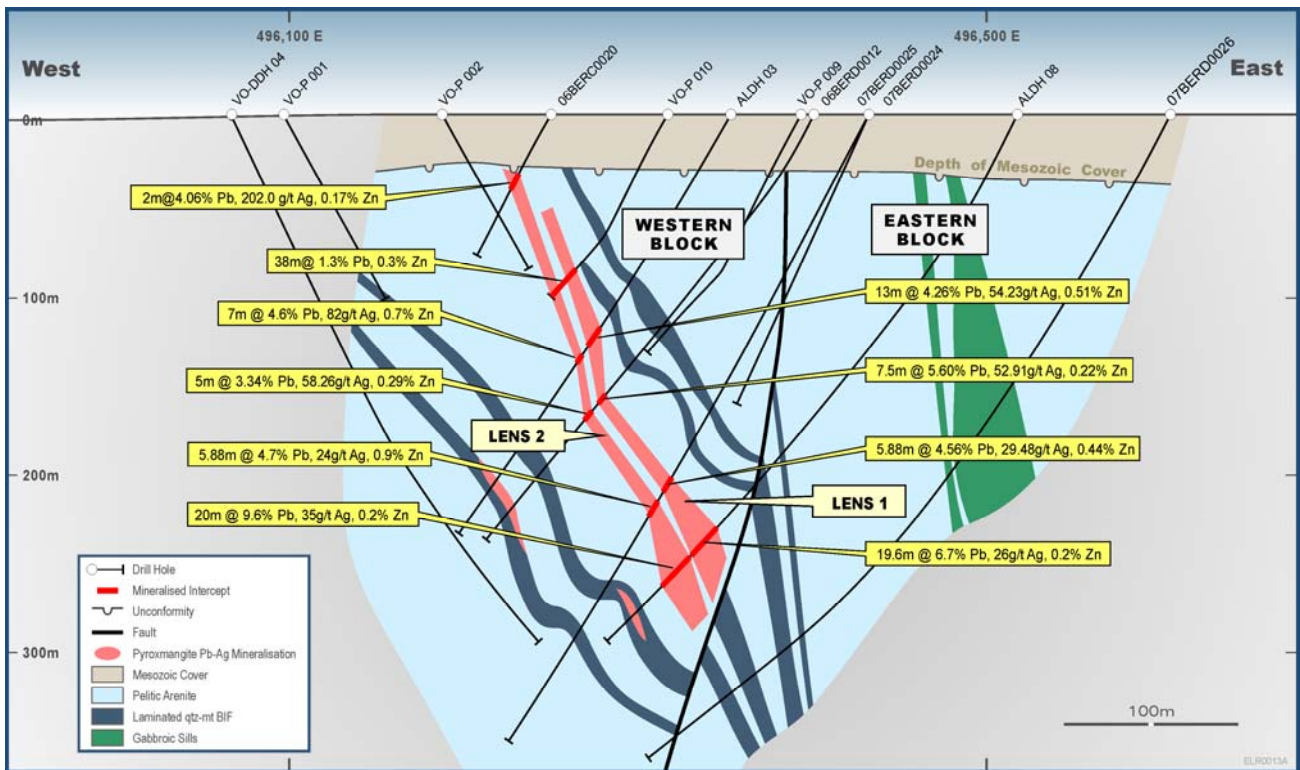 496,100 E
496,500 E
West
East
VO-DDH 04
VO-P 001
VO-P 002
06BERC0020
VO-P 010
ALDH 03
VO-P 009
06BERD0012
07BERD0025
07BERD0024
ALDH 08
07BERD0026
0m
Depth of Mesozoic Cover
2m@4.06% Pb, 202.0 g/t Ag, 0.17% Zn
WESTERN
BLOCK
EASTERN
BLOCK
38m@ 1.3% Pb, 0.3% Zn
100m
13m @ 4.26% Pb, 54.23g/t Ag, 0.51% Zn
7m @ 4.6% Pb, 82g/t Ag, 0.7% Zn
5m @ 3.34% Pb, 58.26g/t Ag, 0.29% Zn
7.5m @ 5.60% Pb, 52.91g/t Ag, 0.22% Zn
LENS 2
5.88m @ 4.7% Pb, 24g/t Ag, 0.9% Zn
5.88m @ 4.56% Pb, 29.48g/t Ag, 0.44% Zn
200m
LENS 1
20m @ 9.6% Pb, 35g/t Ag, 0.2% Zn
19.6m @ 6.7% Pb, 26g/t Ag, 0.2% Zn
300m
LEGEND
Drill Hole
Mineralised Intercept
Unconformity
Fault
Pyroxmangite Pb-Ag Mineralisation
Mesozoic Cover
Pelitic Arenite
Laminated qtz-mt BIF
Gabbroic Sills
100m
ELR0013A